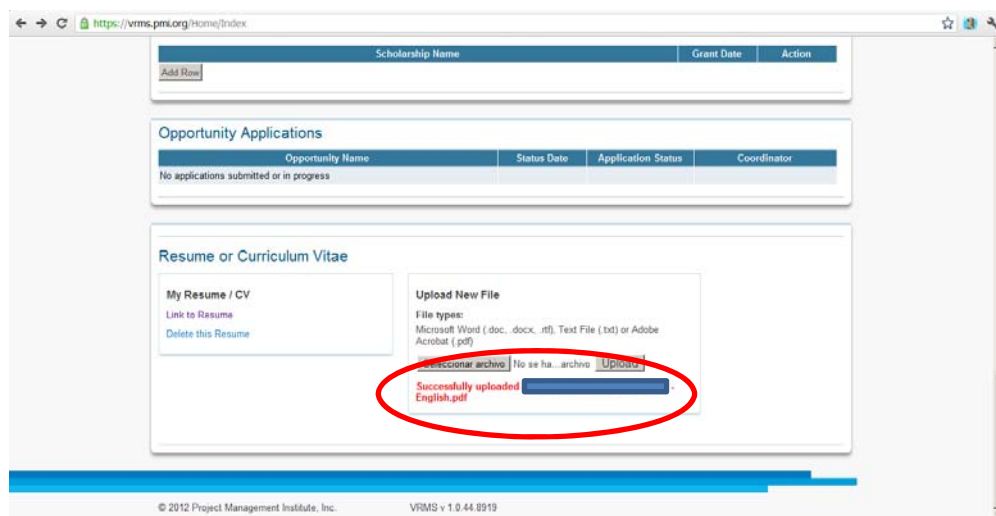 https://vrms.pmi.org/Home/Index
Scholarship Name Grant Date Action
Add Row
Opportunity Applications
Opportunity Name Status Date Application Status Coordinator
No applications submitted or in progress
Resume or Curriculum Vitae
My Resume / CV
Link to Resume
Delete this Resume
Upload New File
File types:
Microsoft Word (.doc, .docx, .rtf), Text File (.txt) or Adobe
Acrobat (.pdf)
Seleccionar archivo No se ha...archivo Upload
Successfully uploaded -
English.pdf
© 2012 Project Management Institute, Inc. VRMS v 1.0.44.8919